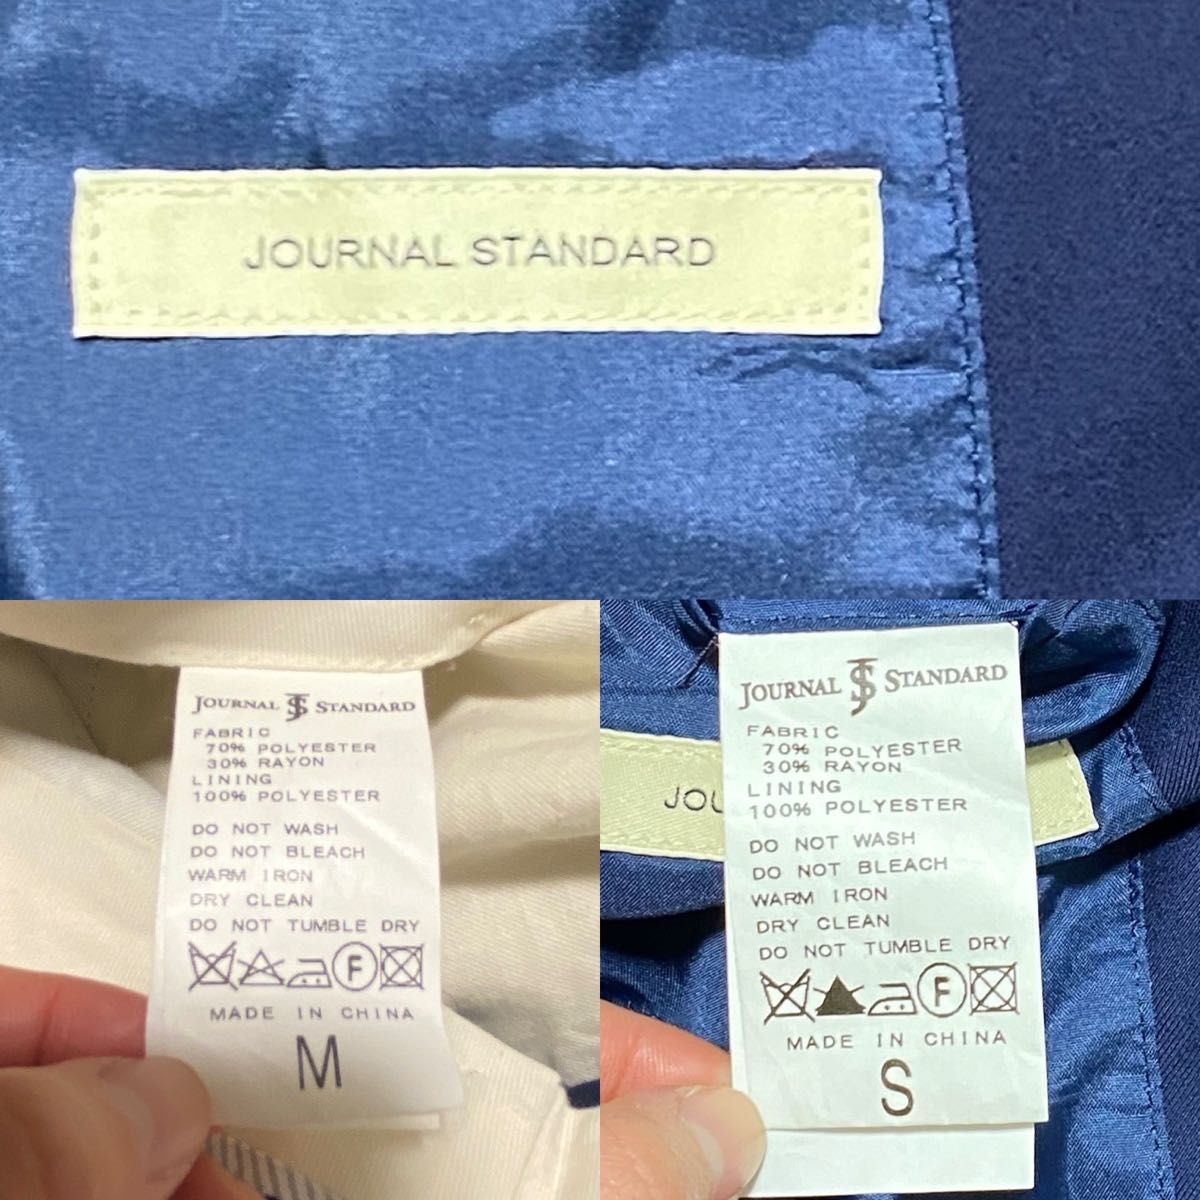 JOURNAL STANDARD
JOURNAL JS STANDARD
FABRIC
70% POLYESTER
30% RAYON
LINING
100% POLYESTER
DO NOT WASH
DO NOT BLEACH
WARM IRON
DRY CLEAN
DO NOT TUMBLE DRY
F
MADE IN CHINA
M
JOURNAL JS STANDARD
FABRIC
70% POLYESTER
30% RAYON
LINING
100% POLYESTER
JOU
DO NOT WASH
DO NOT BLEACH
WARM IRON
DRY CLEAN
DO NOT TUMBLE DRY
F
MADE IN CHINA
S